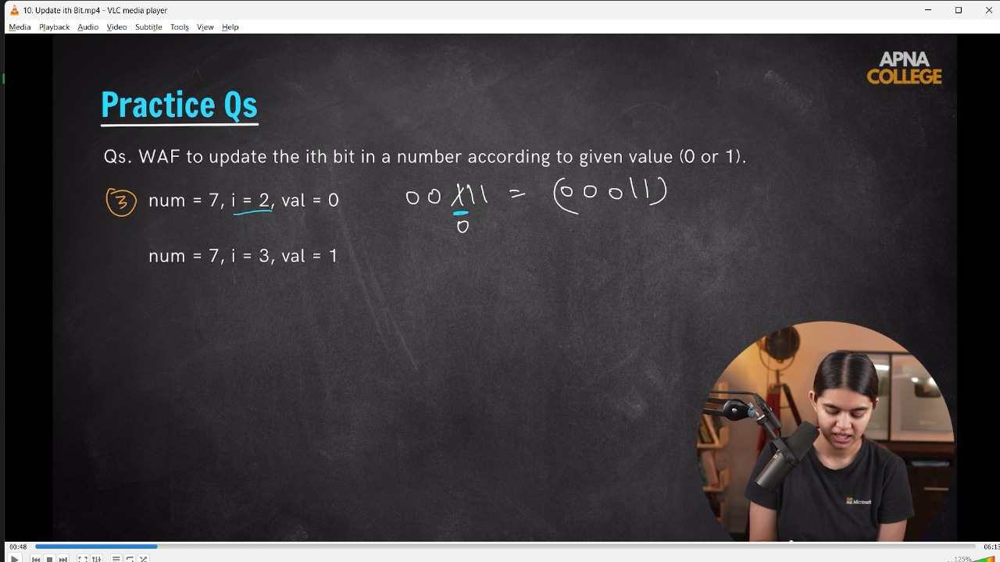 10. Update ith Bit.mp4 - VLC media player
Media Playback Audio Video Subtitle Tools View Help
APNA
COLLEGE
Practice Qs
Qs. WAF to update the ith bit in a number according to given value (0 or 1).
3 num = 7, i = 2, val = 0 00111 = (00011)
0
num = 7, i = 3, val = 1
Microsoft
00:48 06:13
125%